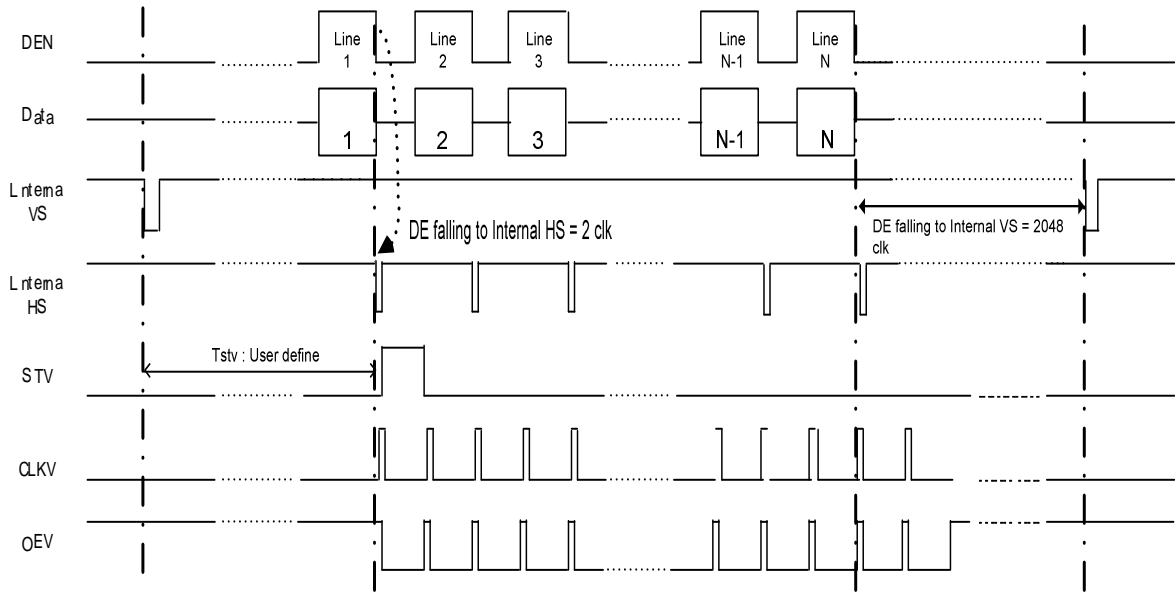 DEN
Line
1
Line
2
Line
3
Line
N-1
Line
N
Data
1
2
3
N-1
N
Lnterna
VS
DE falling to Internal HS = 2 clk
DE falling to Internal VS = 2048
clk
Lnterna
HS
Tstv : User define
STV
CLKV
OEV